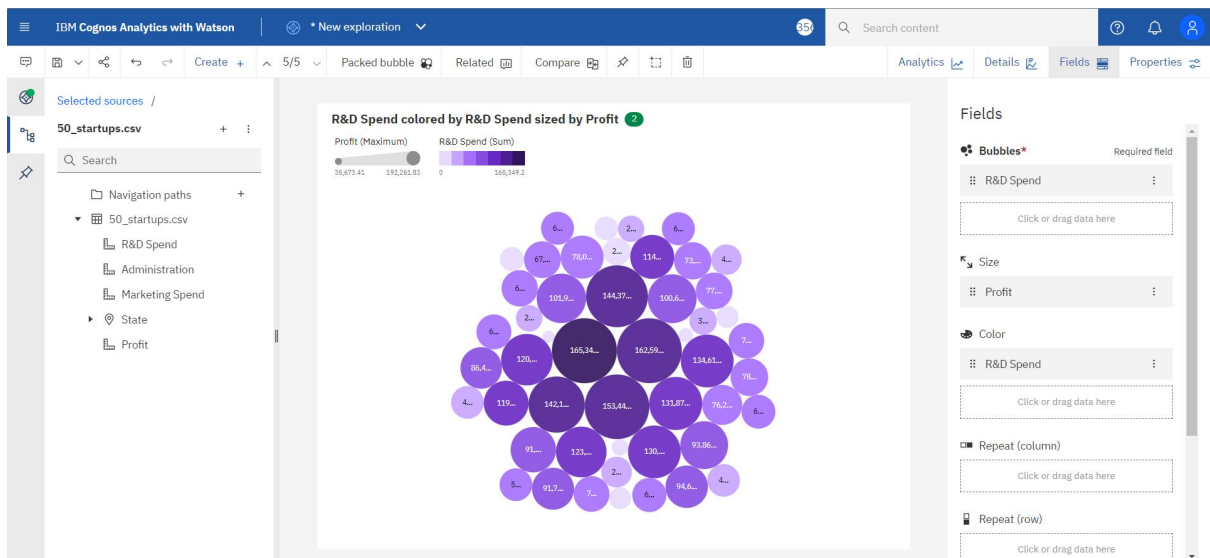 IBM Cognos Analytics with Watson
* New exploration
Search content
Create +
5/5
Packed bubble
Related
Compare
Analytics
Details
Fields
Properties
Selected sources /
50_startups.csv
Search
Navigation paths
50_startups.csv
R&D Spend
Administration
Marketing Spend
State
Profit
R&D Spend colored by R&D Spend sized by Profit 2
Profit (Maximum)
R&D Spend (Sum)
192,261.83
0
6...
2...
6...
67,...
78,0...
2...
114...
73,...
4...
6...
101,9...
144,37...
100,6...
77,...
2...
3...
6...
120,...
165,34...
162,59...
134,61...
7...
86,4...
78...
4...
119...
142,1...
153,44...
131,87...
76,2...
6...
91,...
123,...
130,...
93,86...
2...
5...
91,7...
7...
6...
94,6...
4...
Fields
Bubbles*
Required field
R&D Spend
Click or drag data here
Size
Profit
Color
R&D Spend
Click or drag data here
Repeat (column)
Click or drag data here
Repeat (row)
Click or drag data here